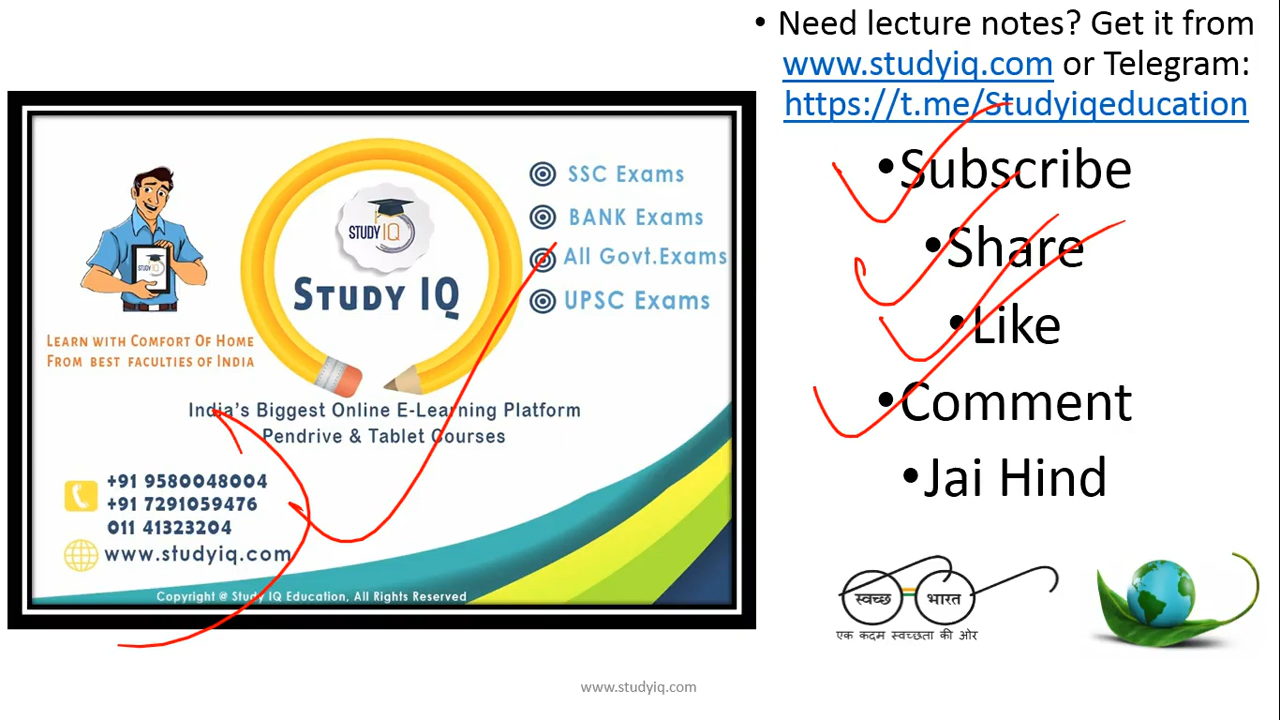 • Need lecture notes? Get it from
www.studyiq.com or Telegram:
https://t.me/Studyiqeducation
•Subscribe
•Share
•Like
•Comment
•Jai Hind
STUDY IQ
STUDY IQ
STUDY IQ
SSC Exams
BANK Exams
All Govt.Exams
UPSC Exams
LEARN WITH COMFORT OF HOME
FROM BEST FACULTIES OF INDIA
India's Biggest Online E-Learning Platform
Pendrive & Tablet Courses
+91 9580048004
+91 7291059476
011 41323204
www.studyiq.com
Copyright @ Study IQ Education, All Rights Reserved
स्वच्छ भारत
एक कदम स्वच्छता की ओर
www.studyiq.com